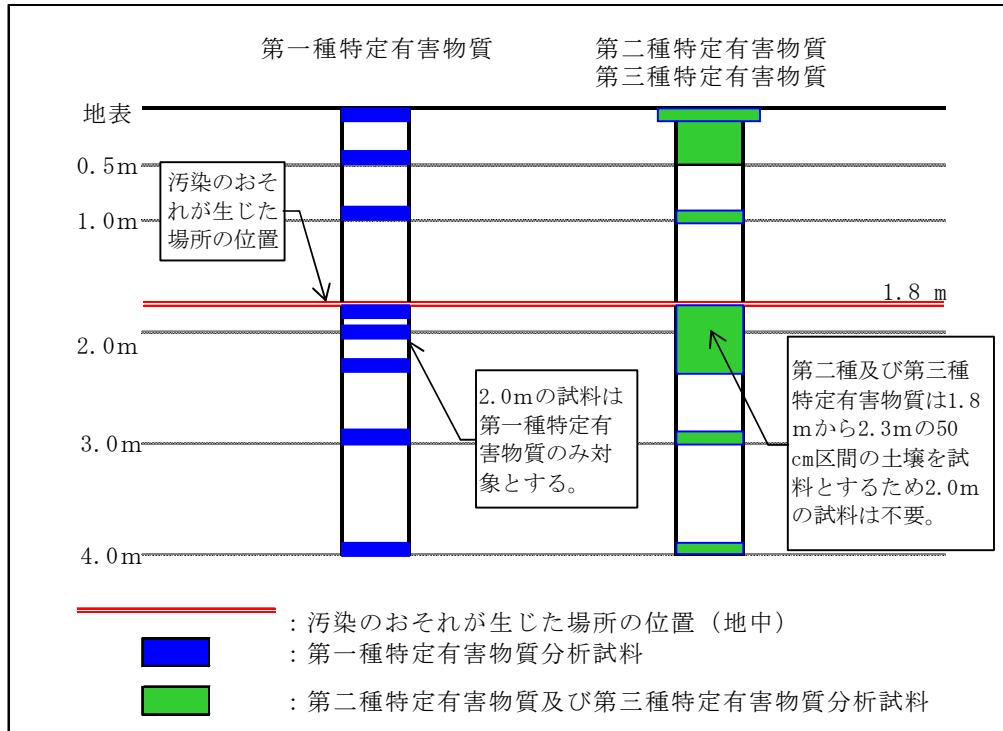 第一種特定有害物質
第二種特定有害物質
第三種特定有害物質
地表
0.5m
汚染のおそ
れが生じた
場所の位置
1.0m
1.8 m
2.0m
2.0mの試料は
第一種特定有
害物質のみ対
象とする。
第二種及び第三種
特定有害物質は1.8
mから2.3mの50
cm区間の土壌を試
料とするため2.0m
の試料は不要。
3.0m
4.0m
：汚染のおそれが生じた場所の位置（地中）
：第一種特定有害物質分析試料
：第二種特定有害物質及び第三種特定有害物質分析試料